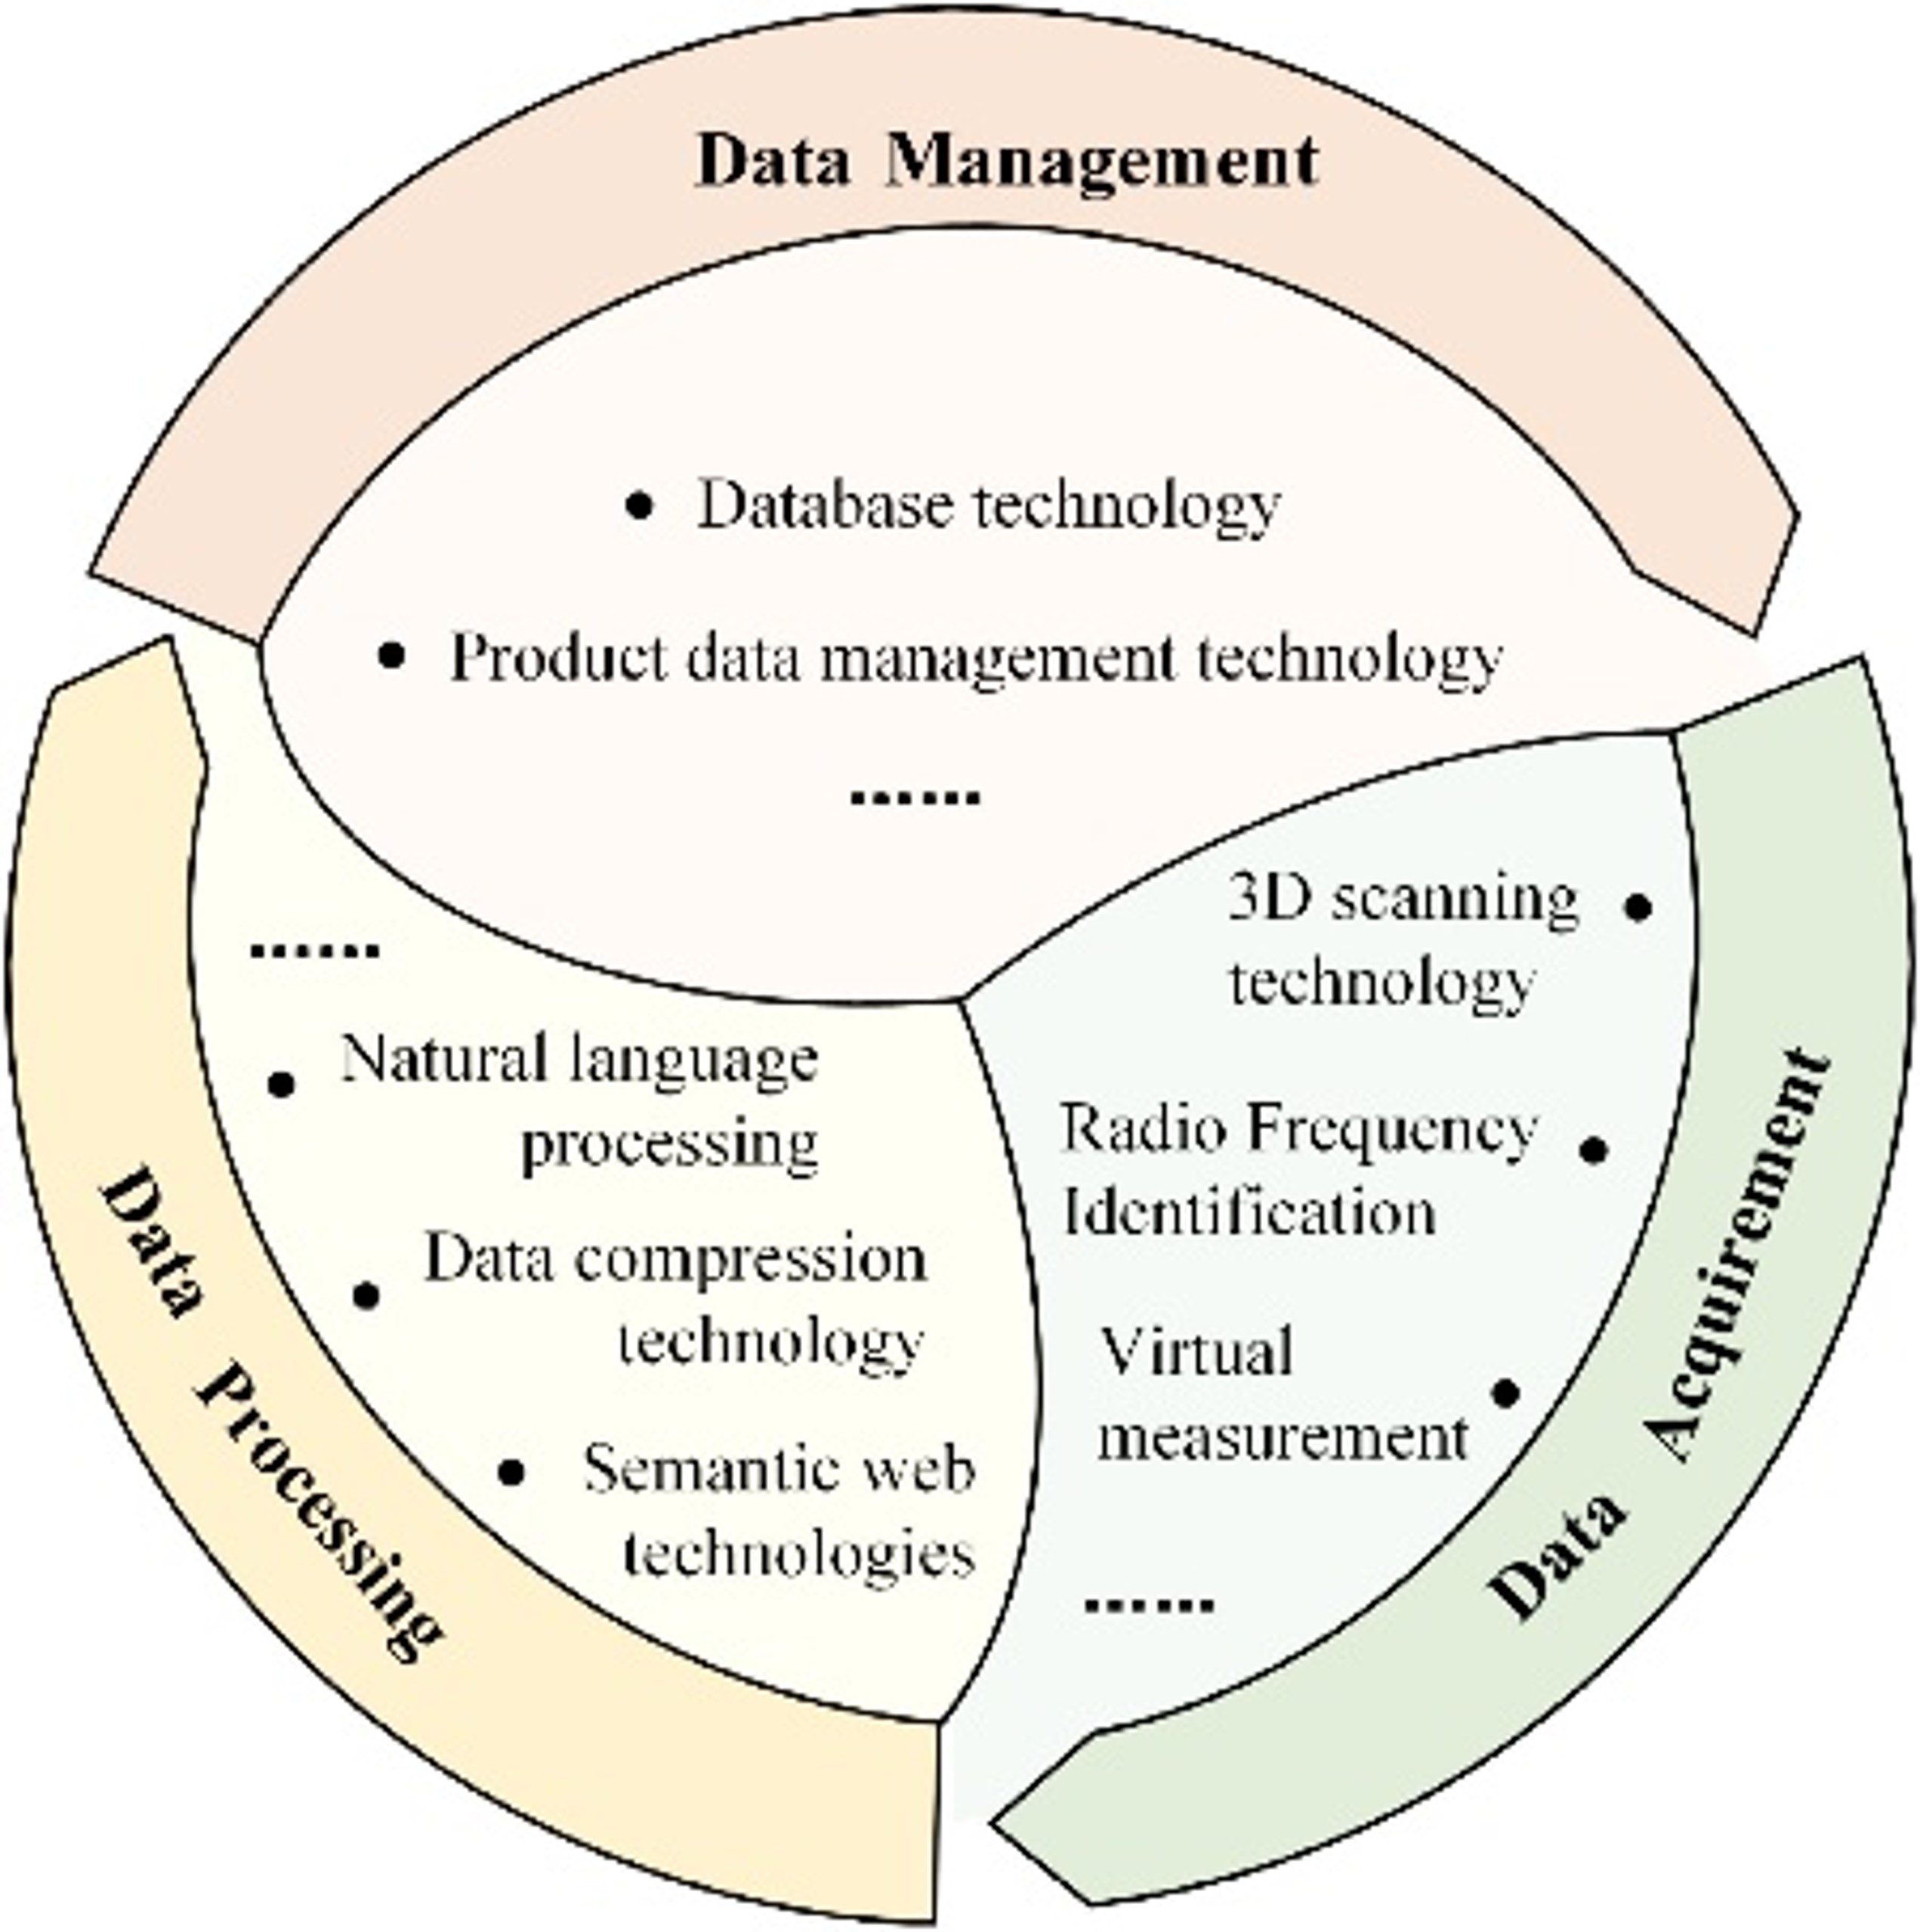 Data Management
• Database technology
• Product data management technology
......
3D scanning •
technology
Radio Frequency •
Identification
Virtual
measurement •
......
Data Acquirement
......
• Natural language
processing
• Data compression
technology
• Semantic web
technologies
Data Processing